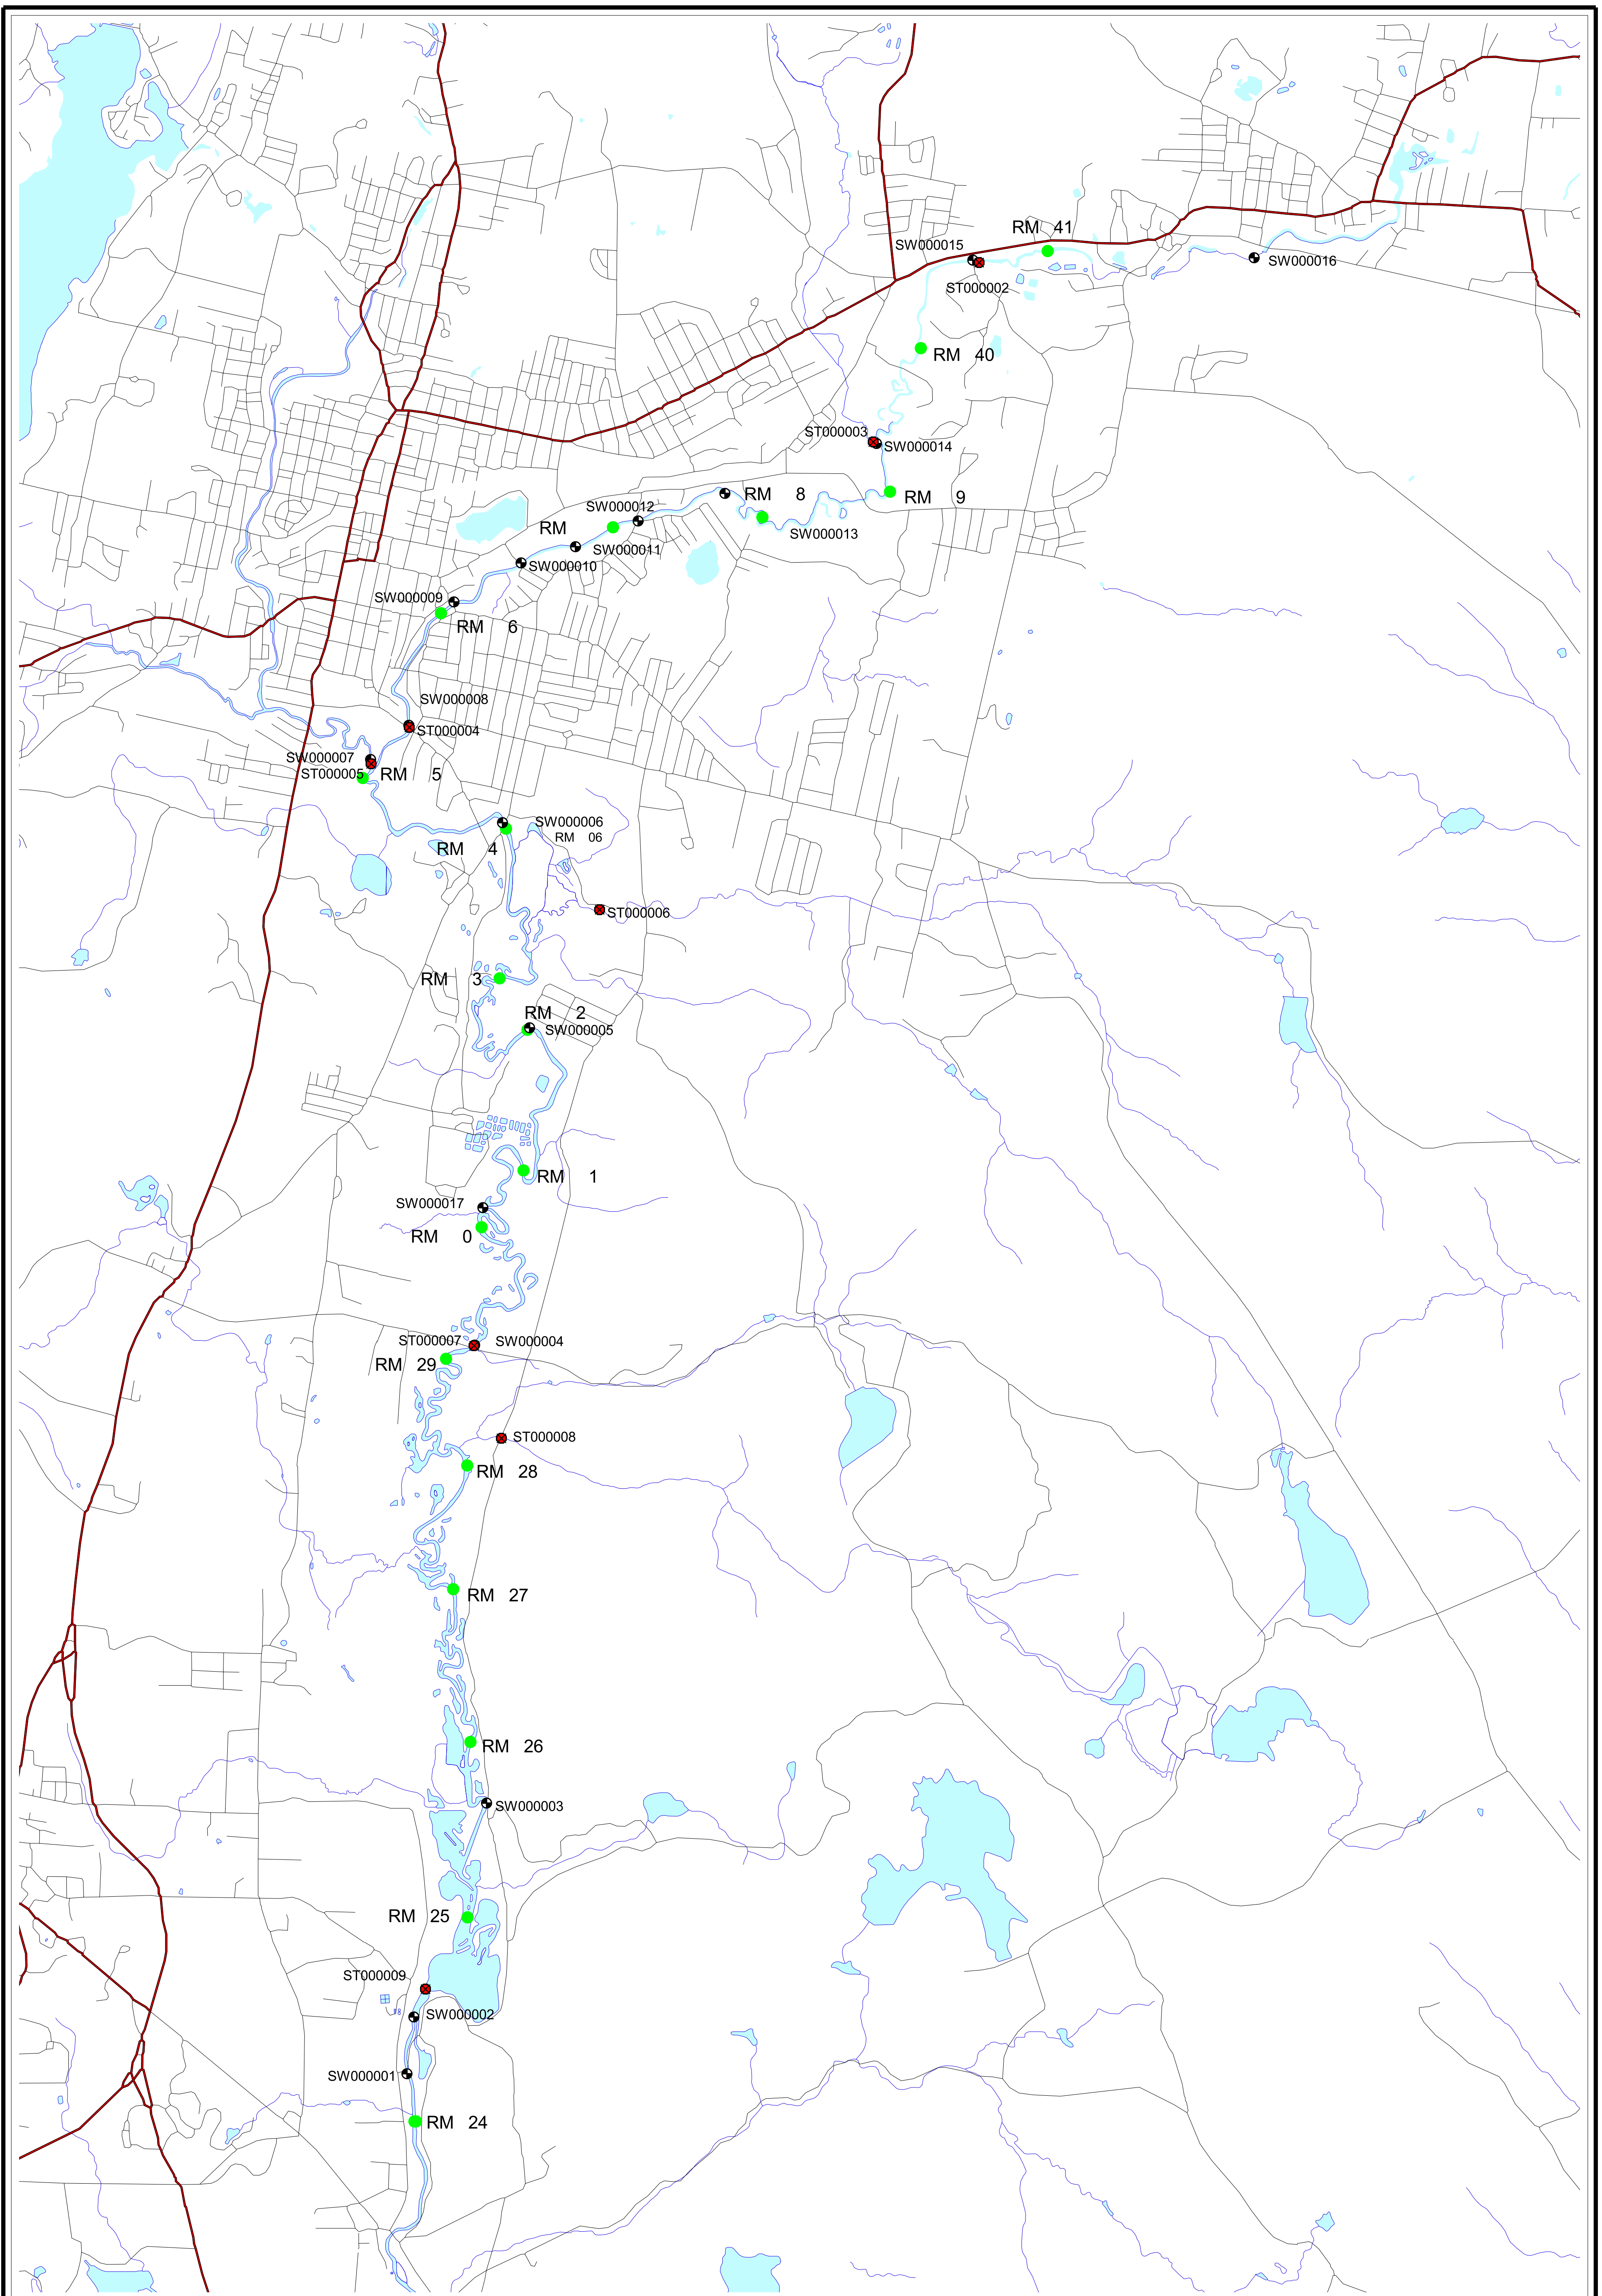 RM 41
SW000015
SW000016
ST000002
RM 40
ST000003
SW000014
RM 8
RM 9
SW000012
RM
SW000013
SW000011
SW000010
SW000009
RM 6
SW000008
ST000004
SW000007
ST000005
RM 5
SW000006
RM 06
RM 4
ST000006
RM 3
RM 2
SW000005
RM 1
SW000017
RM 0
ST000007
SW000004
RM 29
ST000008
RM 28
RM 27
RM 26
SW000003
RM 25
ST000009
SW000002
SW000001
RM 24